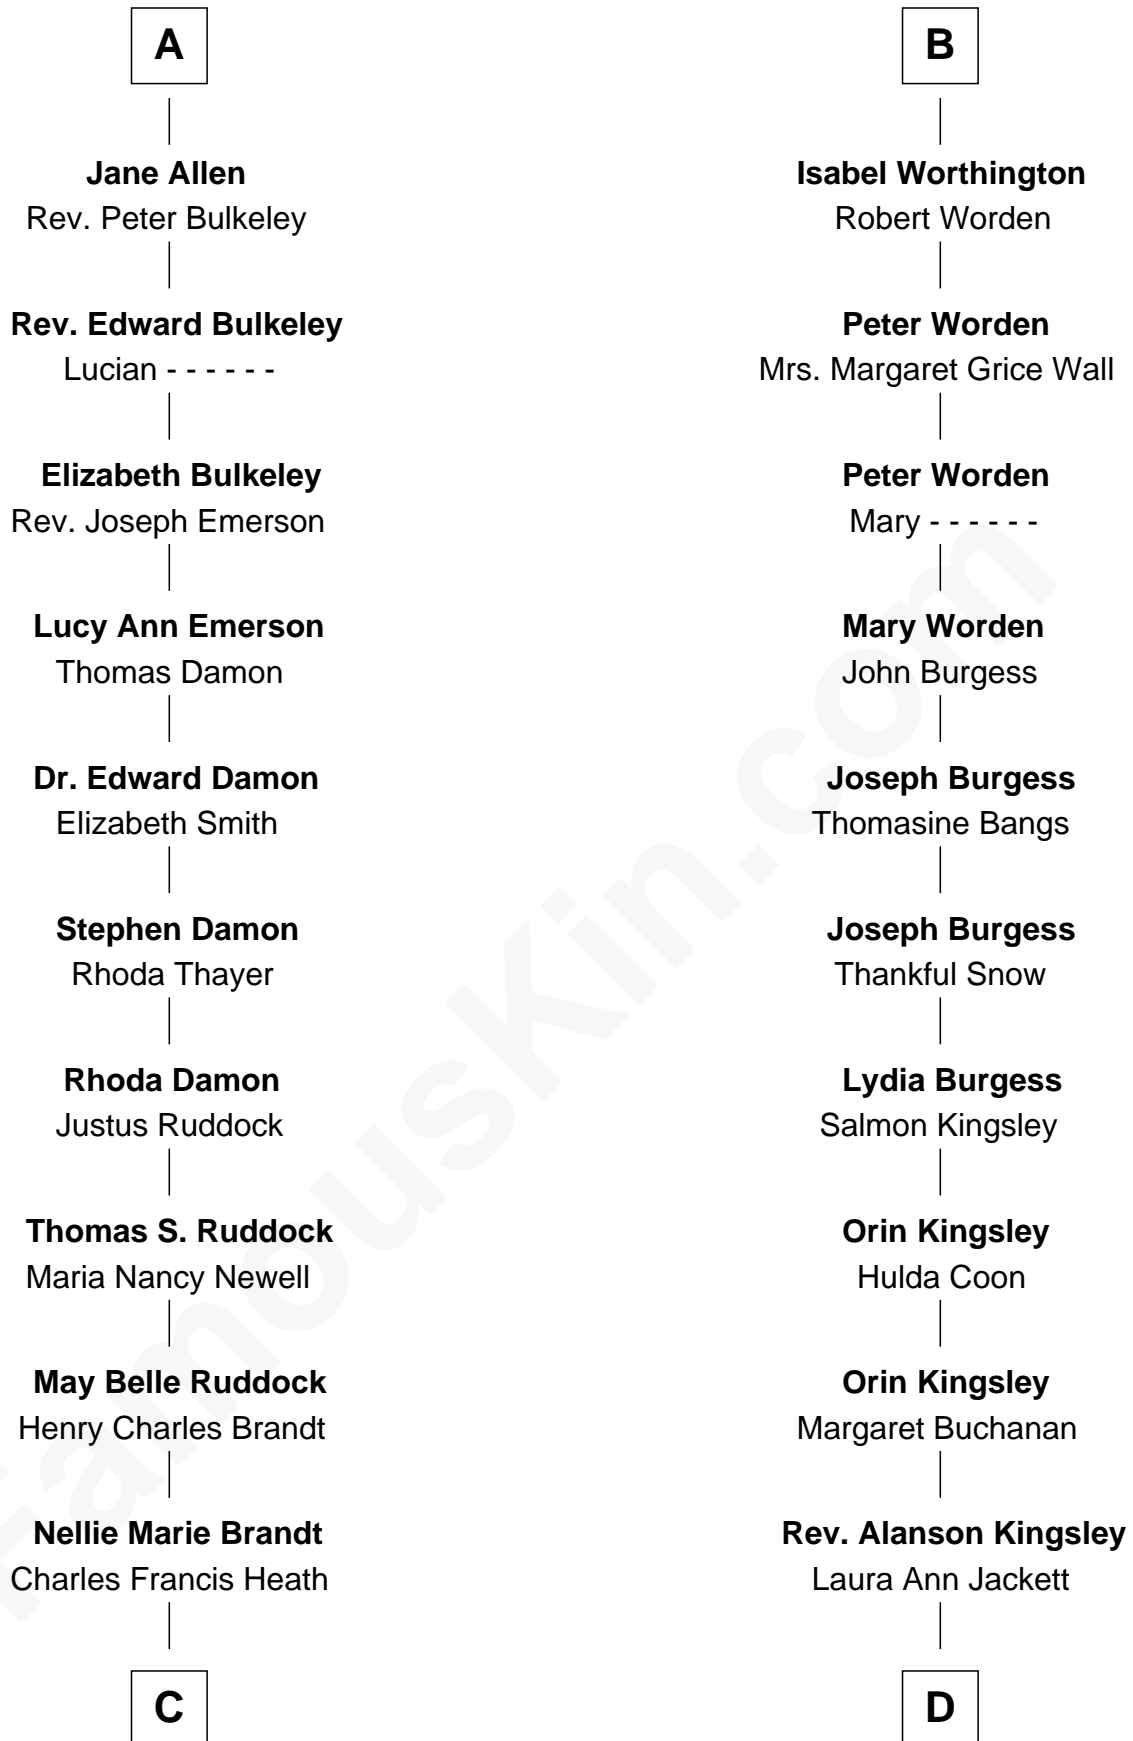 A
Jane Allen
Rev. Peter Bulkeley
Rev. Edward Bulkeley
Lucian - - - - - -
Elizabeth Bulkeley
Rev. Joseph Emerson
Lucy Ann Emerson
Thomas Damon
Dr. Edward Damon
Elizabeth Smith
Stephen Damon
Rhoda Thayer
Rhoda Damon
Justus Ruddock
Thomas S. Ruddock
Maria Nancy Newell
May Belle Ruddock
Henry Charles Brandt
Nellie Marie Brandt
Charles Francis Heath
C
B
Isabel Worthington
Robert Worden
Peter Worden
Mrs. Margaret Grice Wall
Peter Worden
Mary - - - - - -
Mary Worden
John Burgess
Joseph Burgess
Thomasine Bangs
Joseph Burgess
Thankful Snow
Lydia Burgess
Salmon Kingsley
Orin Kingsley
Hulda Coon
Orin Kingsley
Margaret Buchanan
Rev. Alanson Kingsley
Laura Ann Jackett
D
FamousKin.com